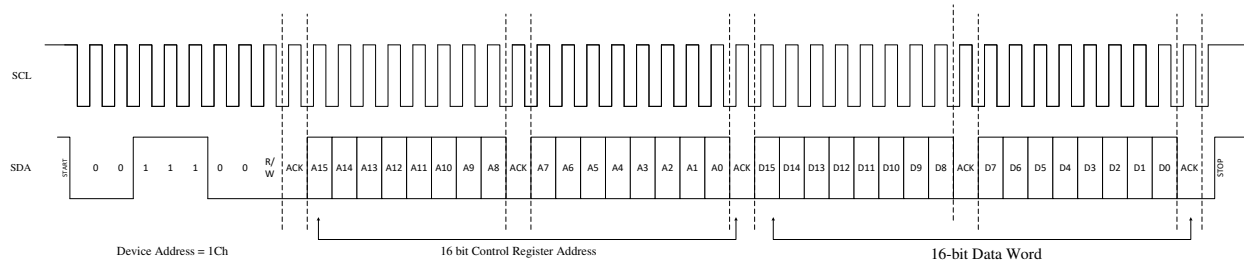 SCL
SDA START 0 0 1 1 1 0 0 R/W ACK A15 A14 A13 A12 A11 A10 A9 A8 ACK A7 A6 A5 A4 A3 A2 A1 A0 ACK D15 D14 D13 D12 D11 D10 D9 D8 ACK D7 D6 D5 D4 D3 D2 D1 D0 ACK STOP
Device Address = 1Ch 16 bit Control Register Address 16-bit Data Word